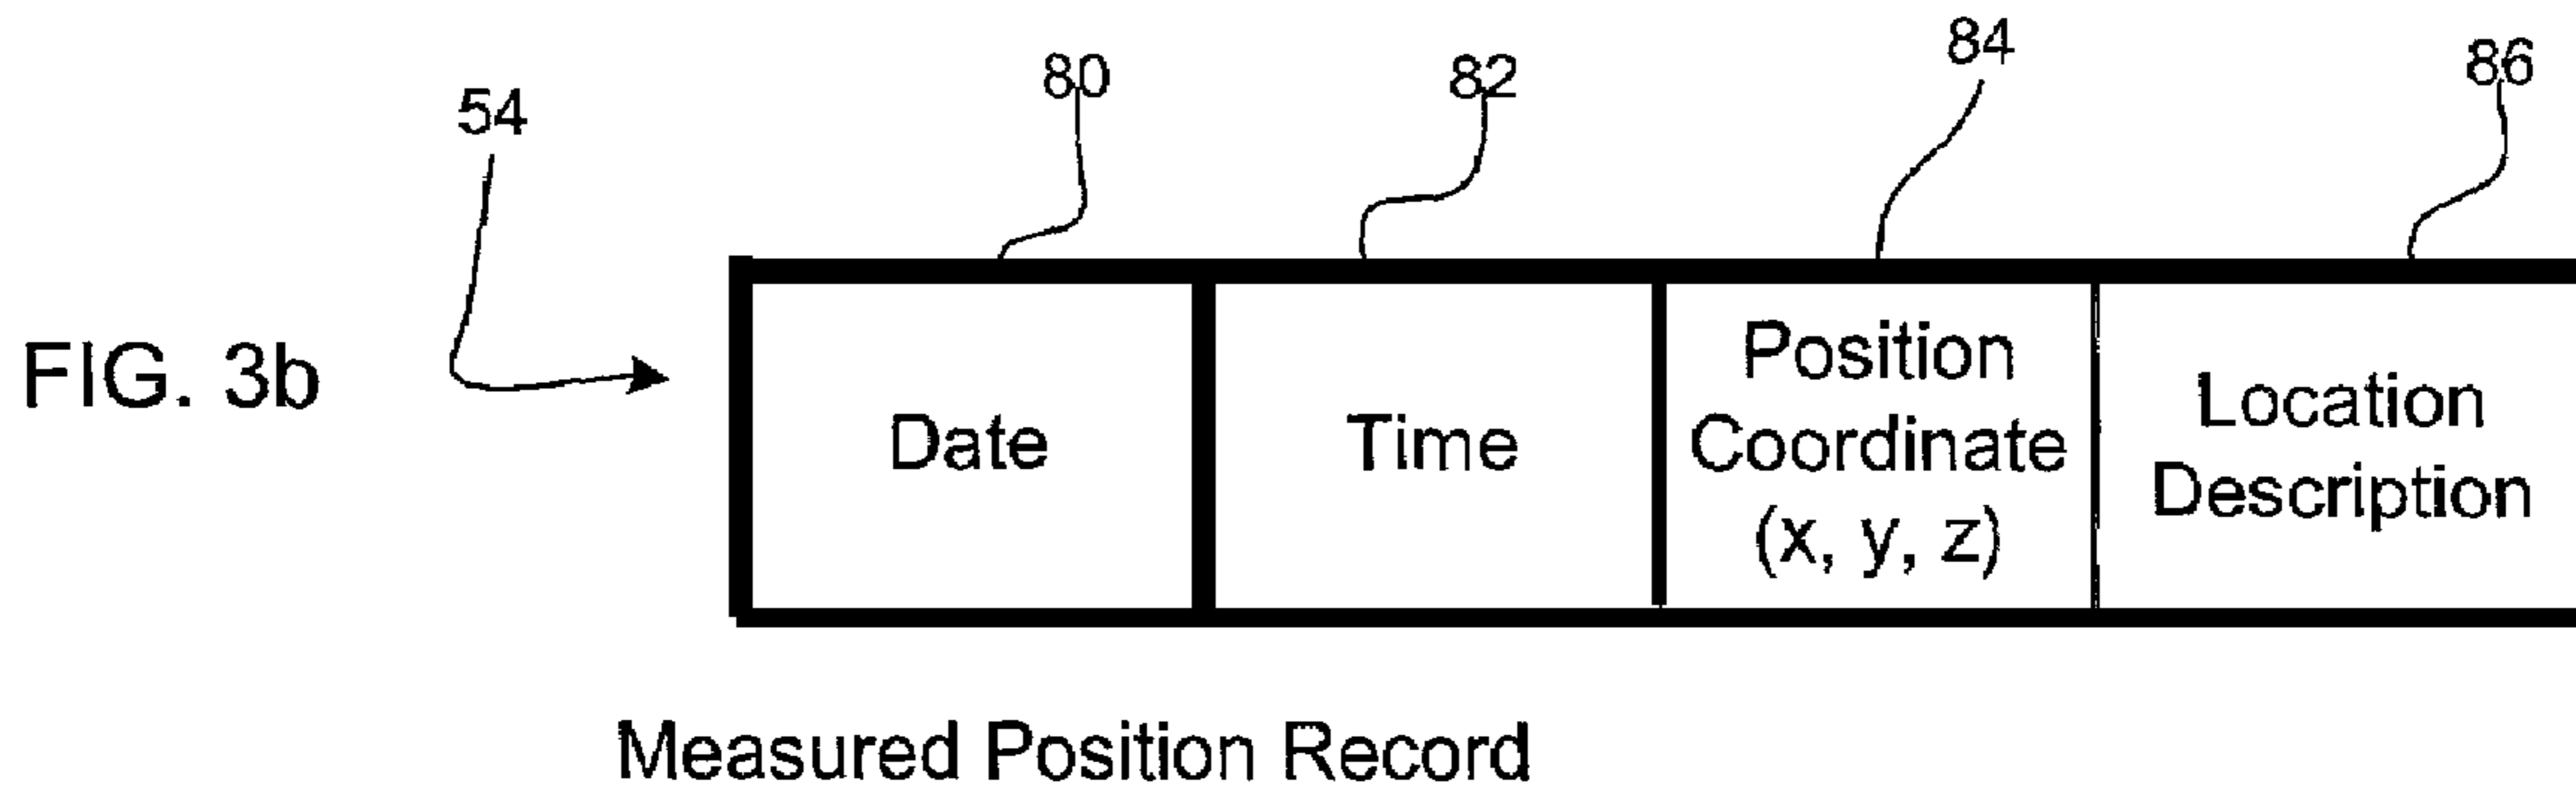 54
80
82
84
86
FIG. 3b
Date
Time
Position
Coordinate
(x, y, z)
Location
Description
Measured Position Record